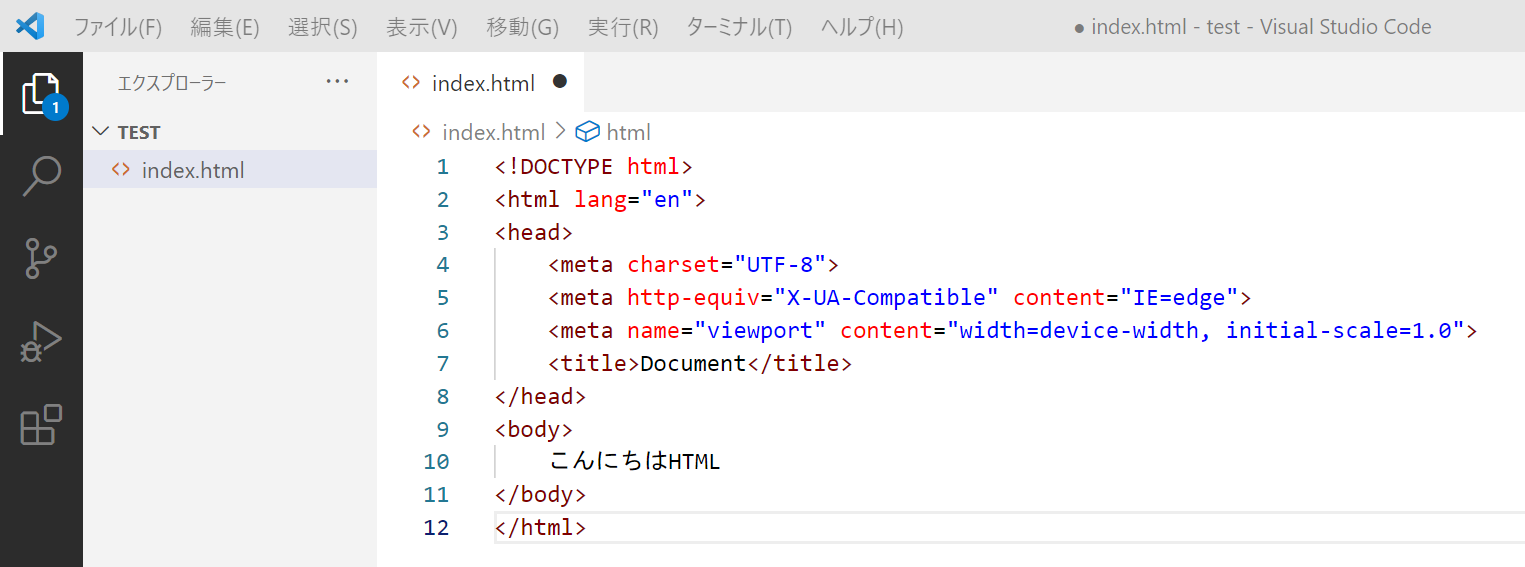 ファイル(F) 編集(E) 選択(S) 表示(V) 移動(G) 実行(R) ターミナル(T) ヘルプ(H) ● index.html - test - Visual Studio Code
エクスプローラー ···
1
TEST
<> index.html
<> index.html ●
<> index.html > html
1 <!DOCTYPE html>
2 <html lang="en">
3 <head>
4     <meta charset="UTF-8">
5     <meta http-equiv="X-UA-Compatible" content="IE=edge">
6     <meta name="viewport" content="width=device-width, initial-scale=1.0">
7     <title>Document</title>
8 </head>
9 <body>
10     こんにちはHTML
11 </body>
12 </html>